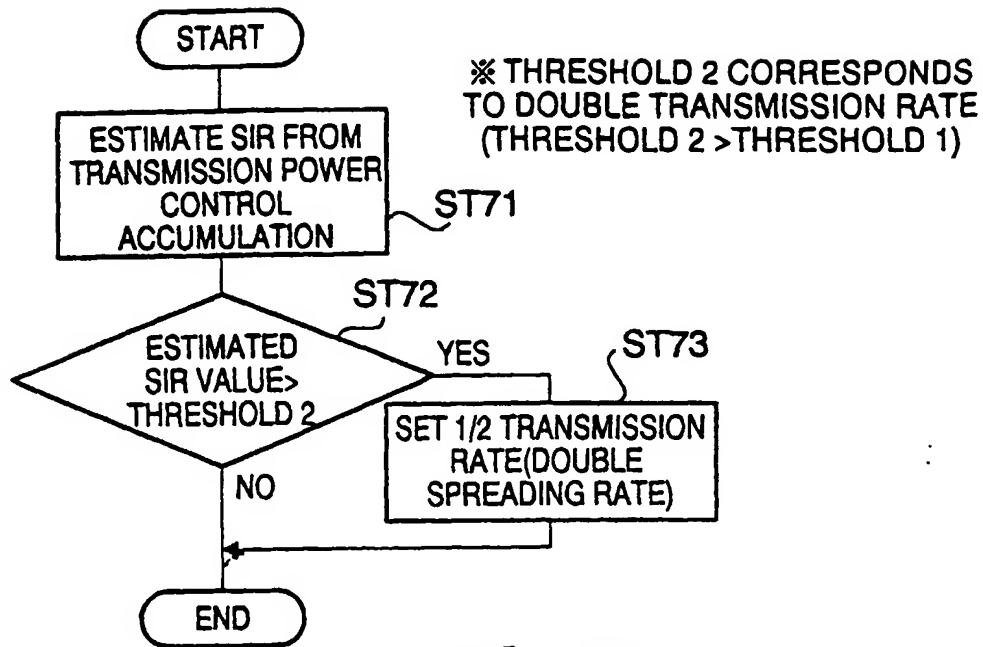 START
※ THRESHOLD 2 CORRESPONDS
TO DOUBLE TRANSMISSION RATE
(THRESHOLD 2 >THRESHOLD 1)
ESTIMATE SIR FROM
TRANSMISSION POWER
CONTROL
ACCUMULATION
ST71
ST72
ESTIMATED
SIR VALUE>
THRESHOLD 2
YES
ST73
SET 1/2 TRANSMISSION
RATE(DOUBLE
SPREADING RATE)
NO
END